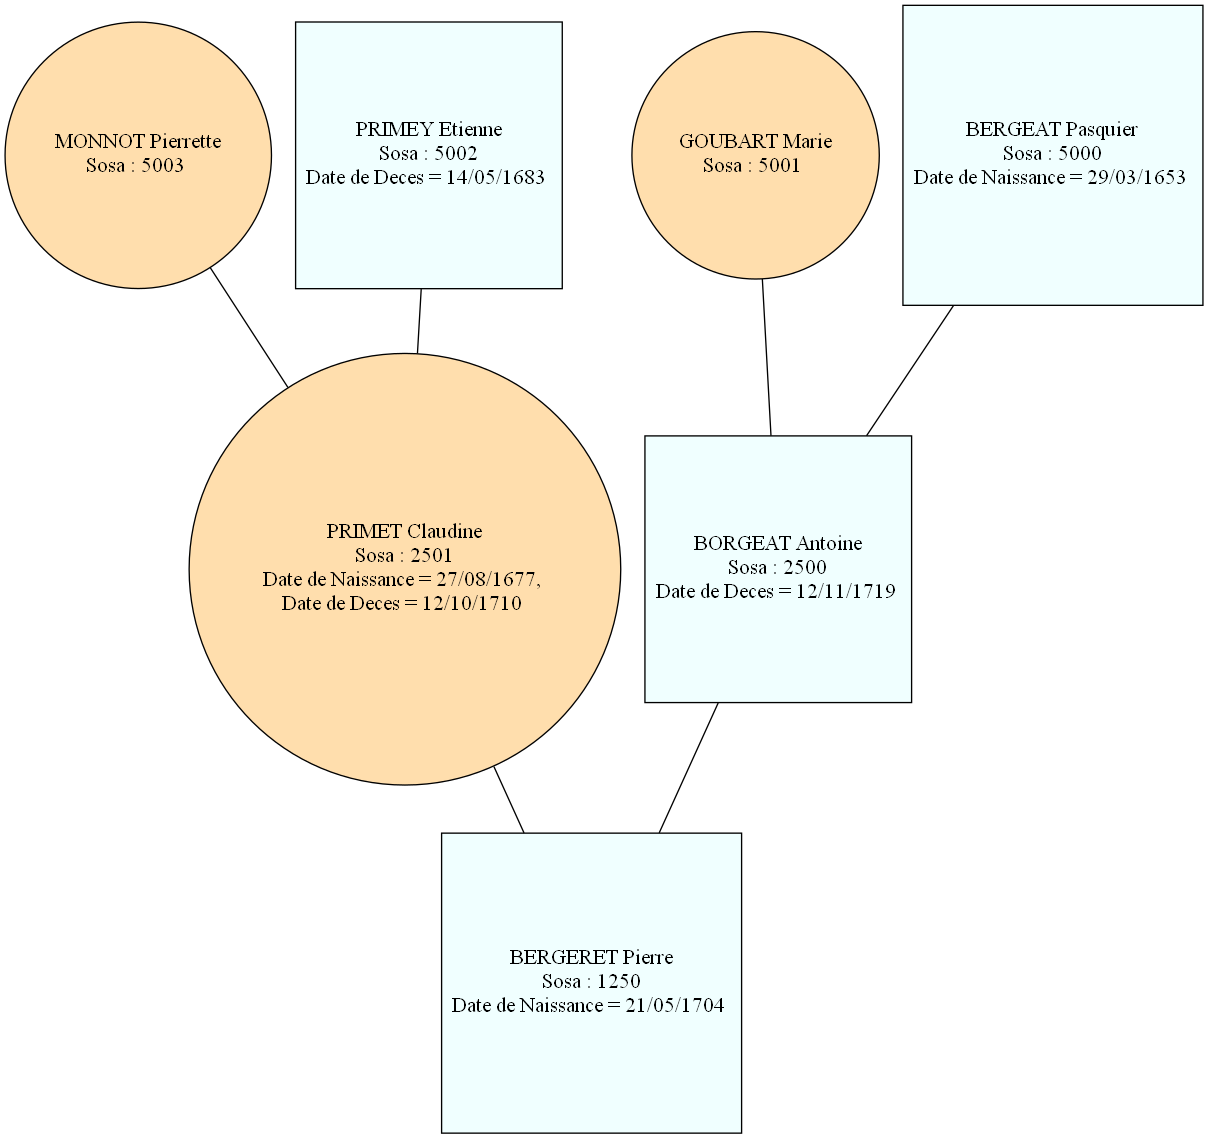 MONNOT Pierrette
Sosa : 5003
PRIMEY Etienne
Sosa : 5002
Date de Deces = 14/05/1683
GOUBART Marie
Sosa : 5001
BERGEAT Pasquier
Sosa : 5000
Date de Naissance = 29/03/1653
PRIMET Claudine
Sosa : 2501
Date de Naissance = 27/08/1677,
Date de Deces = 12/10/1710
BORGEAT Antoine
Sosa : 2500
Date de Deces = 12/11/1719
BERGERET Pierre
Sosa : 1250
Date de Naissance = 21/05/1704